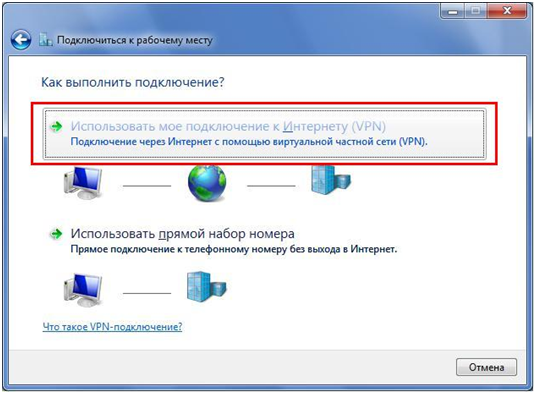 Подключиться к рабочему месту
Как выполнить подключение?
Использовать мое подключение к Интернету (VPN)
Подключение через Интернет с помощью виртуальной частной сети (VPN).
Использовать прямой набор номера
Прямое подключение к телефонному номеру без выхода в Интернет.
Что такое VPN-подключение?
Отмена